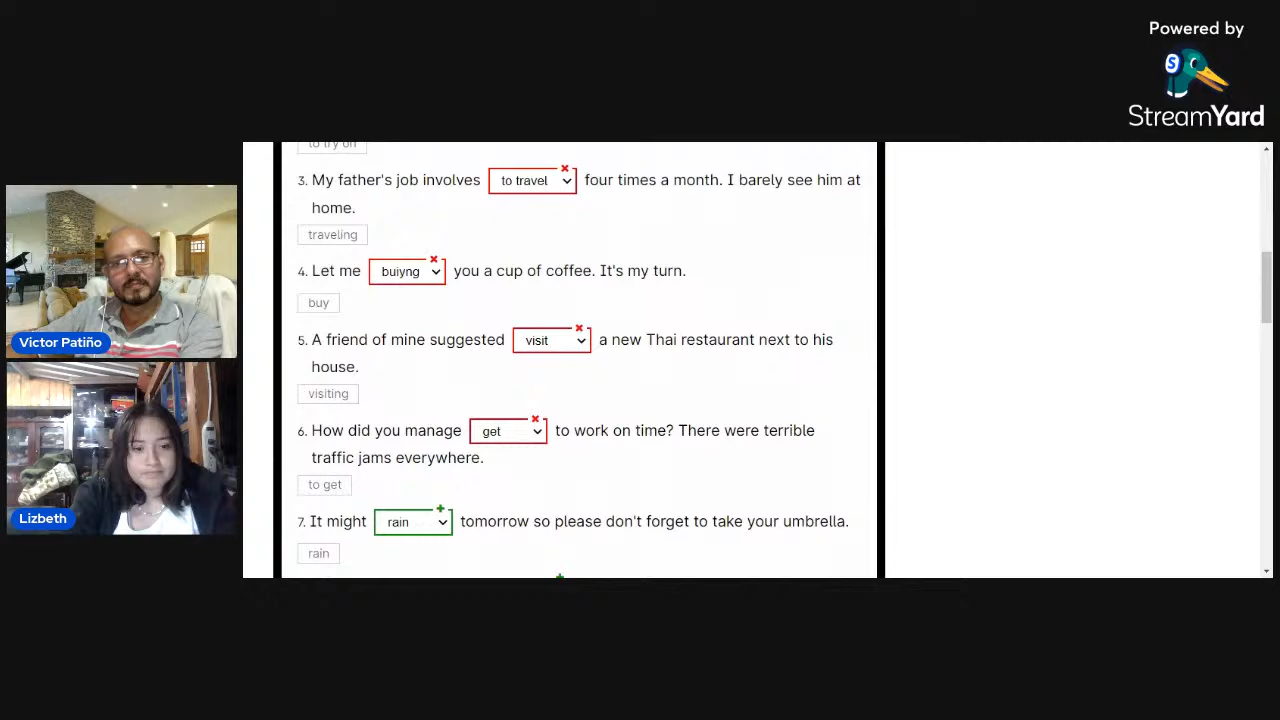 Powered by
S
StreamYard
to try on
3. My father's job involves to travel four times a month. I barely see him at
home.
traveling
4. Let me buiyng you a cup of coffee. It's my turn.
buy
5. A friend of mine suggested visit a new Thai restaurant next to his
house.
visiting
6. How did you manage get to work on time? There were terrible
traffic jams everywhere.
to get
7. It might rain tomorrow so please don't forget to take your umbrella.
rain
Victor Patiño
Lizbeth